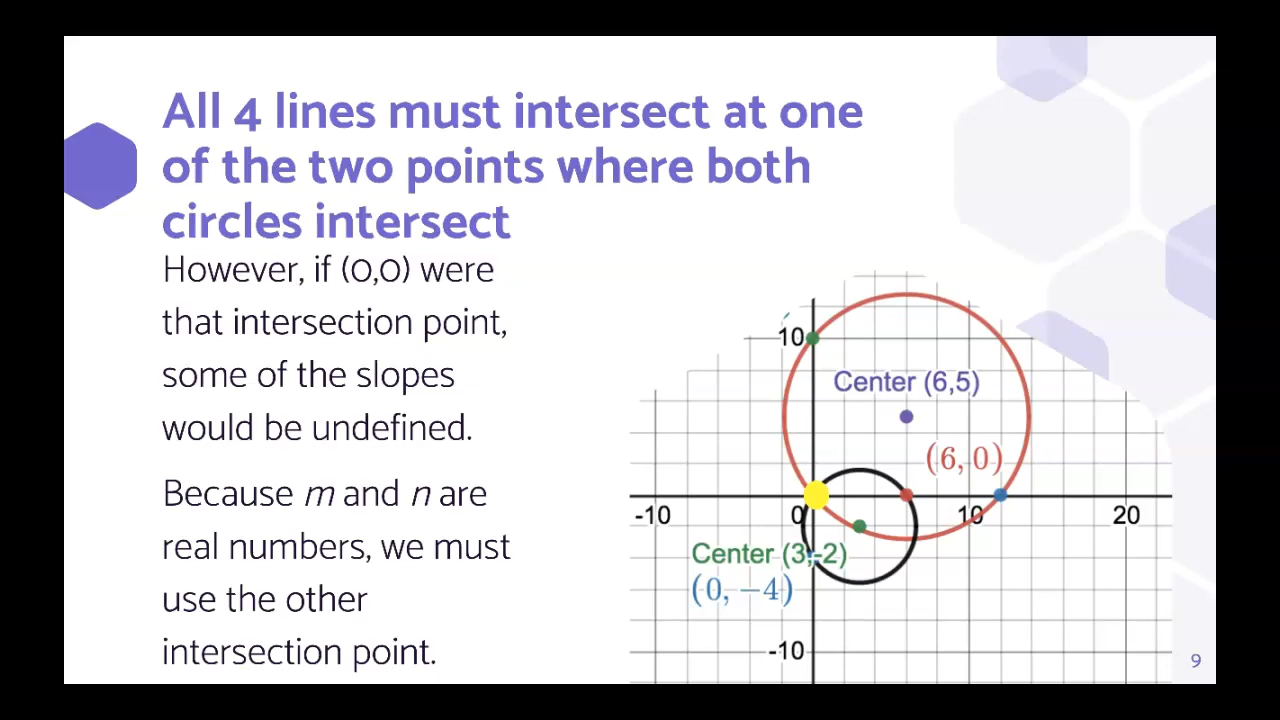 All 4 lines must intersect at one
of the two points where both
circles intersect
However, if (0,0) were
that intersection point,
some of the slopes
would be undefined.
Because m and n are
real numbers, we must
use the other
intersection point.
10
Center (6,5)
(6, 0)
-10
0
10
20
Center (3,-2)
(0, −4)
-10
9